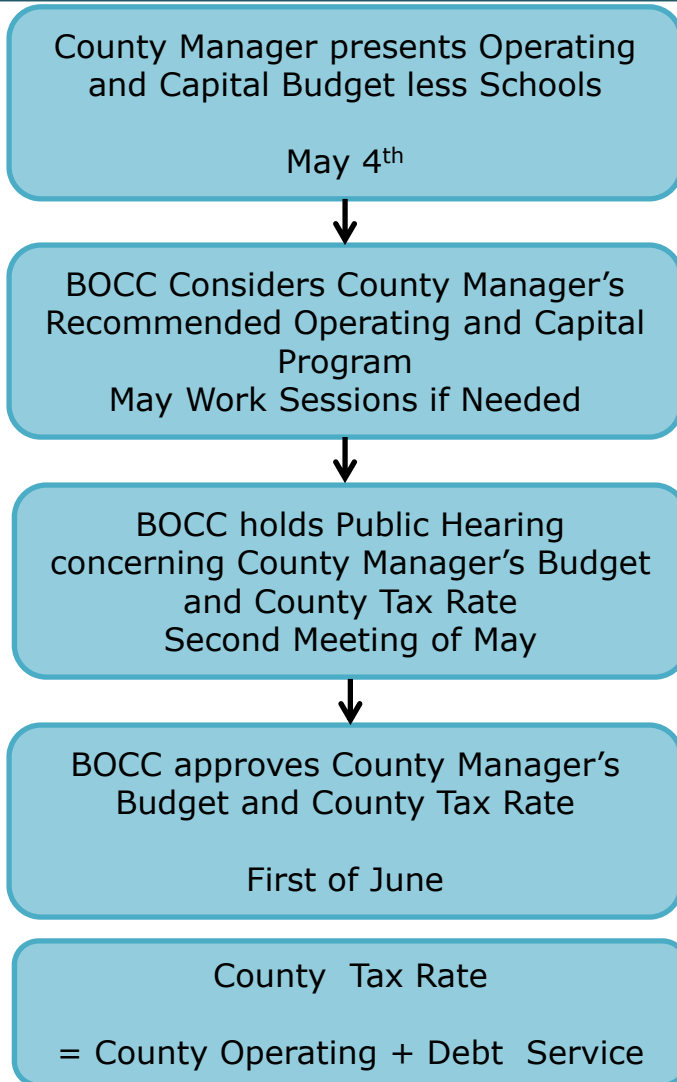 County Manager presents Operating
and Capital Budget less Schools
May 4th
BOCC Considers County Manager's
Recommended Operating and Capital
Program
May Work Sessions if Needed
BOCC holds Public Hearing
concerning County Manager's Budget
and County Tax Rate
Second Meeting of May
BOCC approves County Manager's
Budget and County Tax Rate
First of June
County Tax Rate
= County Operating + Debt Service